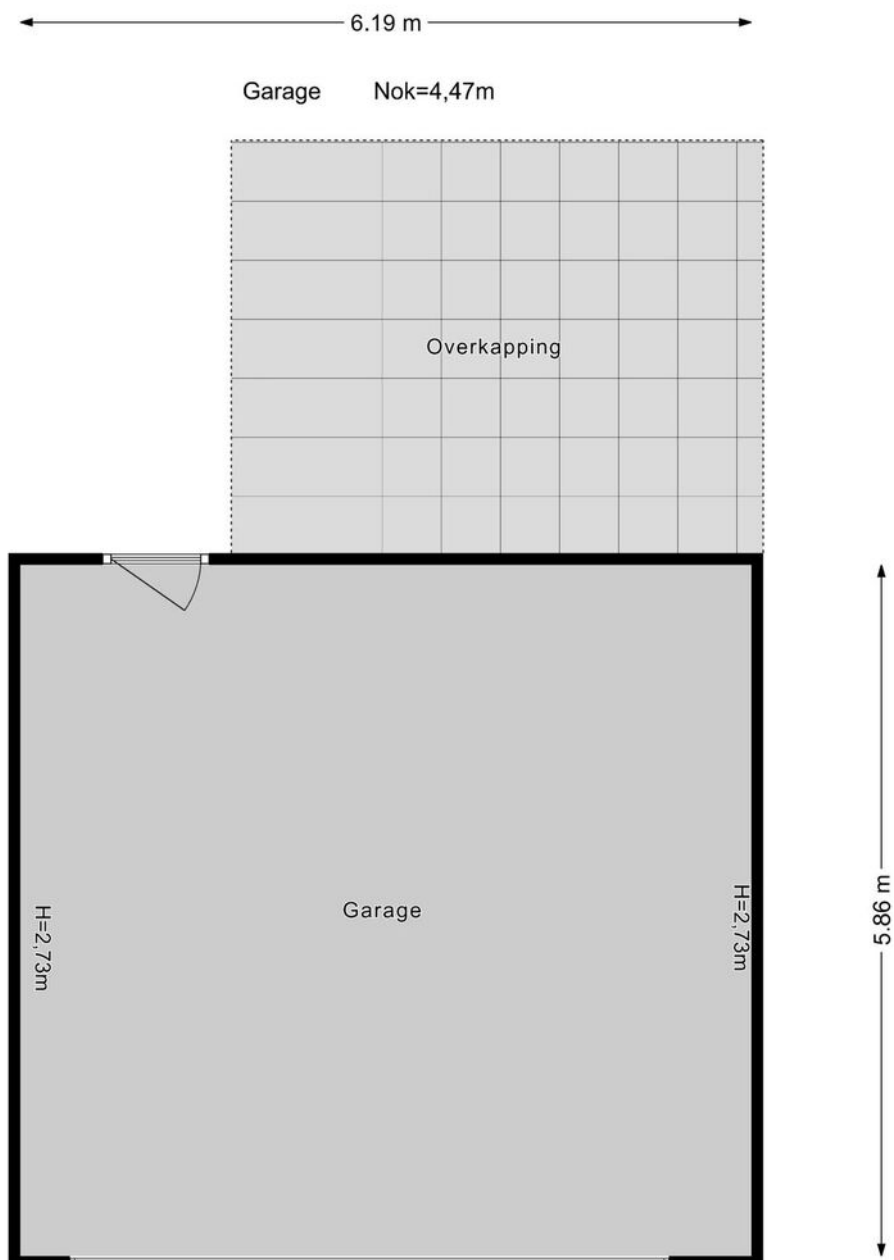 6.19 m
Garage Nok=4,47m
Overkapping
Garage
H=2,73m
H=2,73m
5.86 m